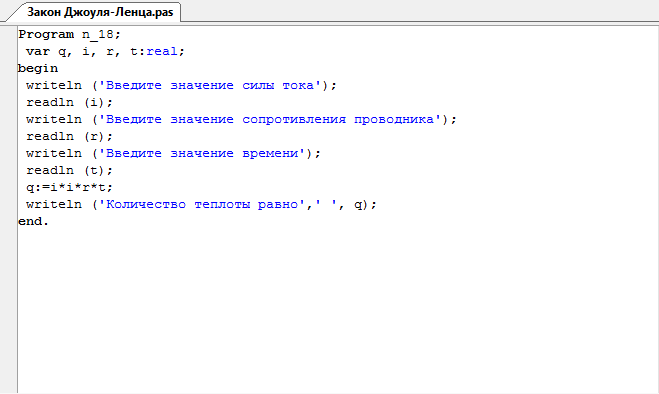 Закон Джоуля-Ленца.pas
Program n_18;
var q, i, r, t:real;
begin
writeln ('Введите значение силы тока');
readln (i);
writeln ('Введите значение сопротивления проводника');
readln (r);
writeln ('Введите значение времени');
readln (t);
q:=i*i*r*t;
writeln ('Количество теплоты равно',' ', q);
end.